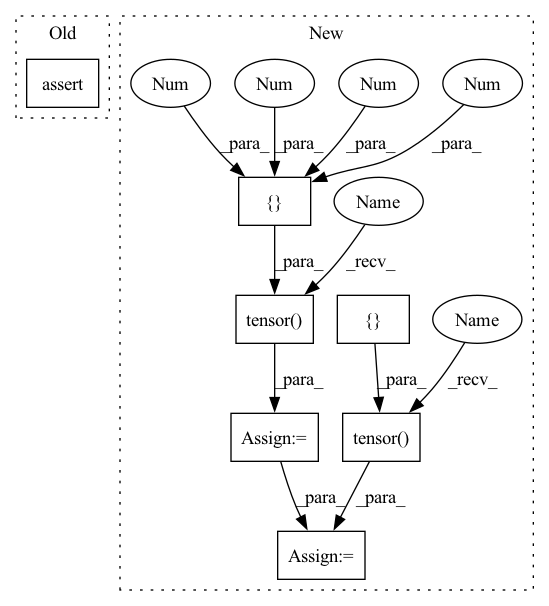 Old
New
assert
Num
Num
Num
Num
_para_
_para_
_para_
_para_
{}
Name
_para_
_recv_
tensor()
{}
Name
_para_
_para_
_recv_
Assign:=
tensor()
_para_
_para_
Assign:=